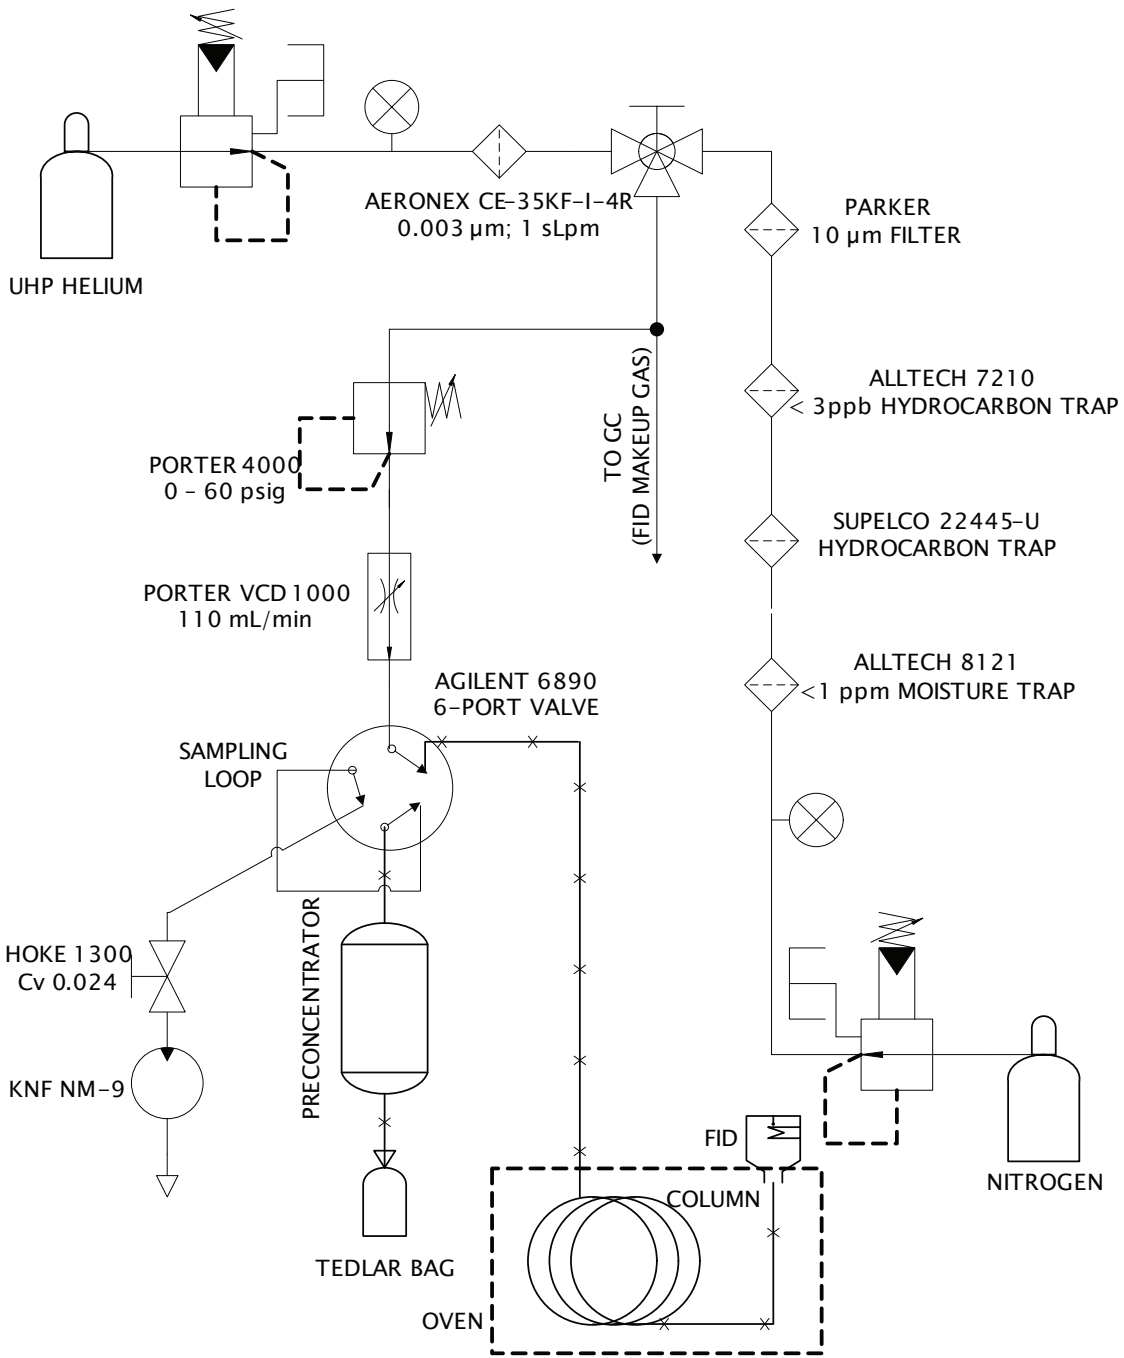 UHP HELIUM
AERONEX CE-35KF-I-4R
0.003 µm; 1 sLpm
PARKER
10 µm FILTER
ALLTECH 7210
< 3ppb HYDROCARBON TRAP
TO GC
(FID MAKEUP GAS)
PORTER 4000
0 – 60 psig
SUPELCO 22445-U
HYDROCARBON TRAP
PORTER VCD 1000
110 mL/min
ALLTECH 8121
<1 ppm MOISTURE TRAP
AGILENT 6890
6-PORT VALVE
SAMPLING
LOOP
PRECONCENTRATOR
HOKE 1300
Cv 0.024
KNF NM-9
FID
NITROGEN
COLUMN
TEDLAR BAG
OVEN